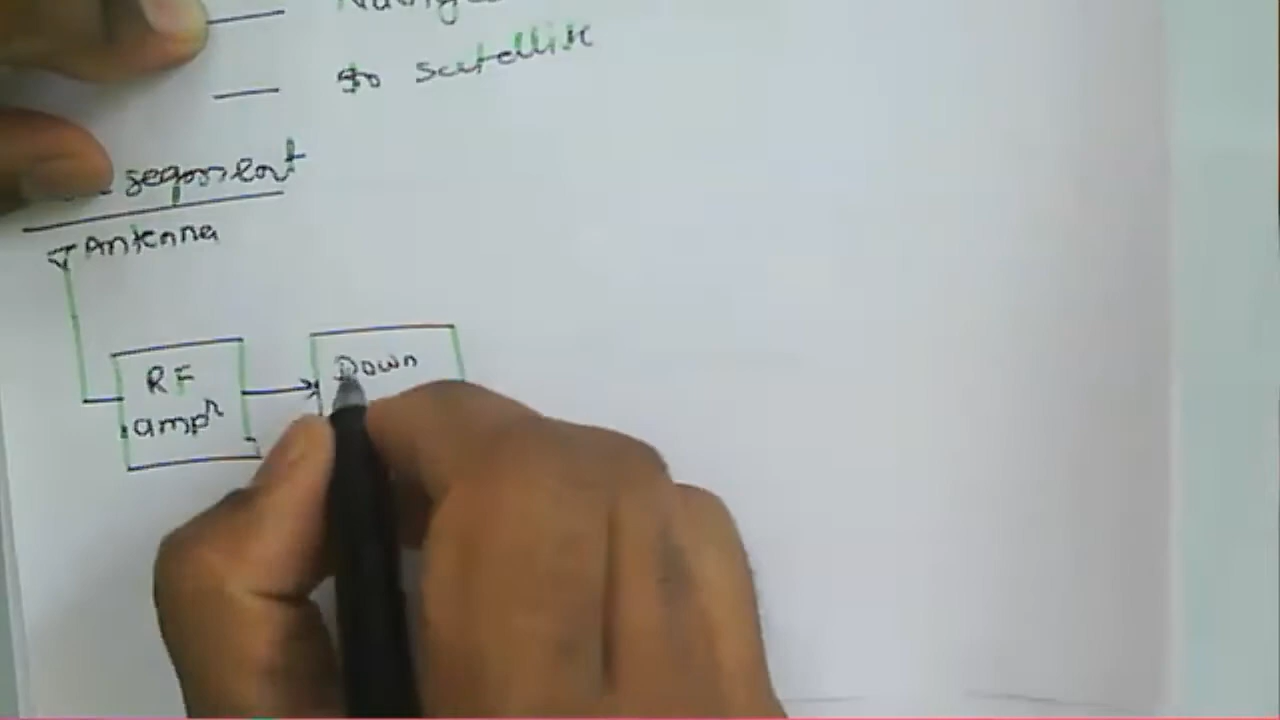 to satellite
segment
Antenna
RF
ampr
Down